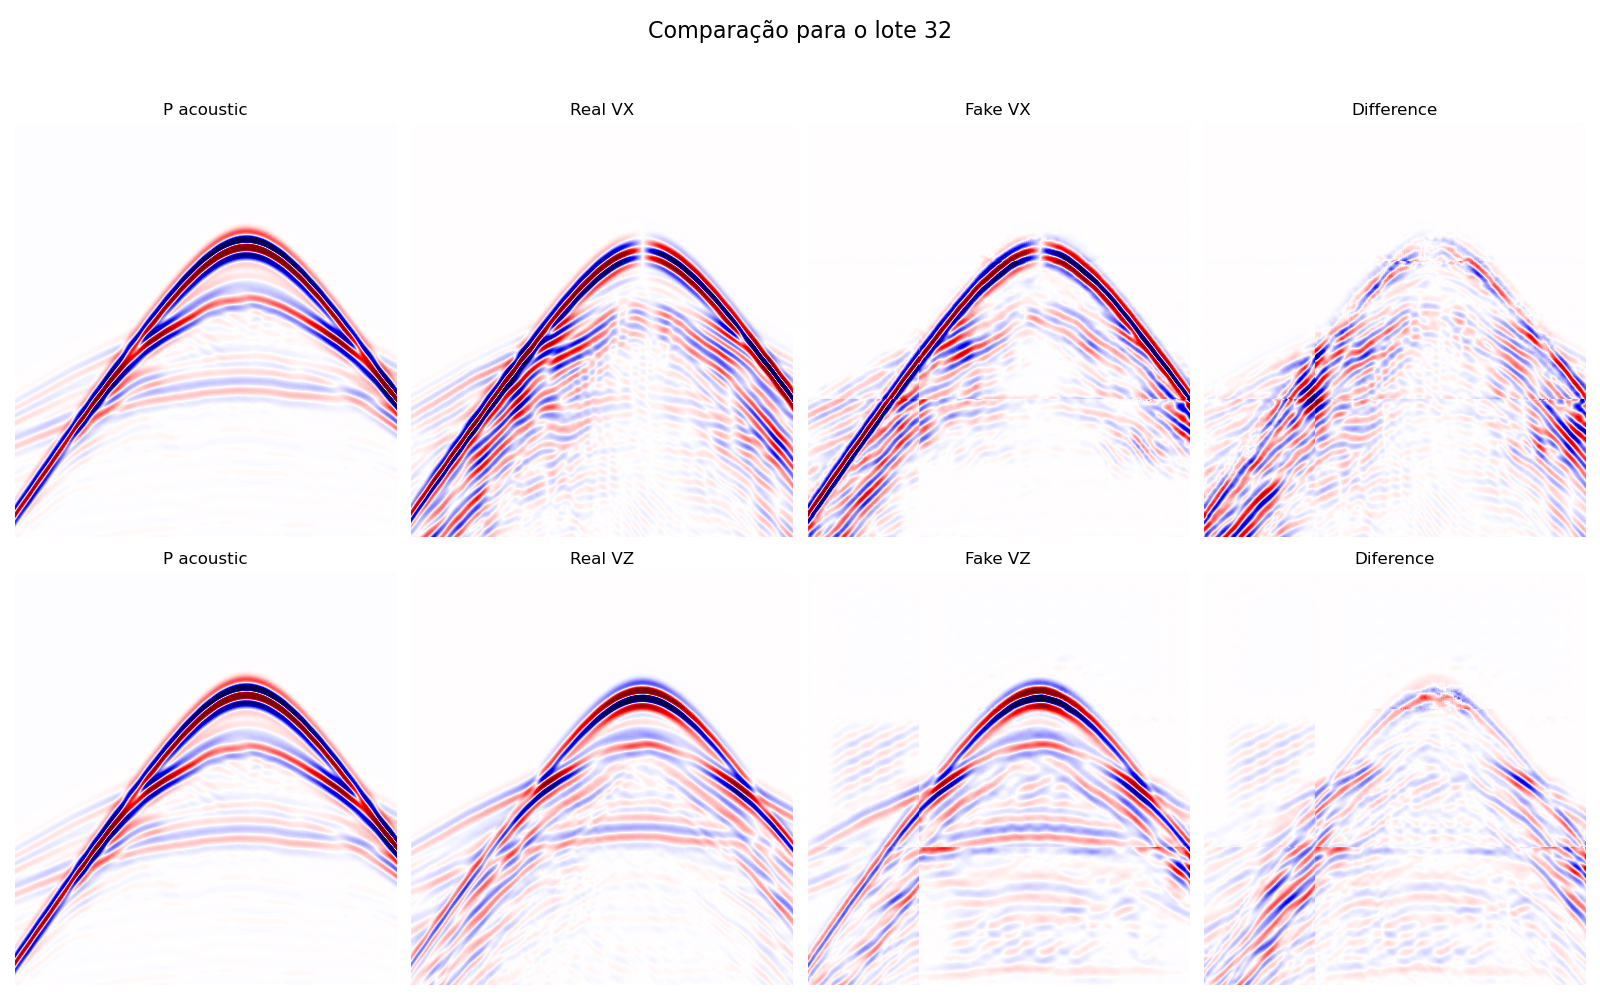 Comparação para o lote 32
P acoustic
Real VX
Fake VX
Difference
P acoustic
Real VZ
Fake VZ
Diference